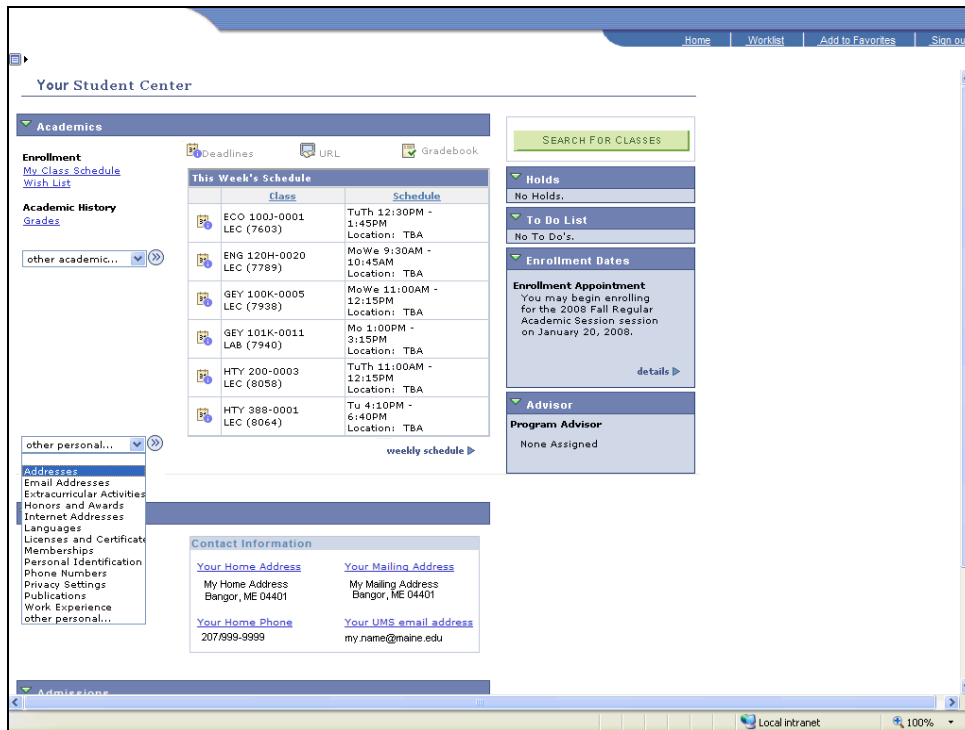 Home Worklist Add to Favorites Sign ou
Your Student Center
Academics
Enrollment
My Class Schedule
Wish List
Academic History
Grades
other academic...
Deadlines URL Gradebook
This Week's Schedule
Class Schedule
ECO 100J-0001
LEC (7603)
TuTh 12:30PM -
1:45PM
Location: TBA
ENG 120H-0020
LEC (7789)
MoWe 9:30AM -
10:45AM
Location: TBA
GEY 100K-0005
LEC (7938)
MoWe 11:00AM -
12:15PM
Location: TBA
GEY 101K-0011
LAB (7940)
Mo 1:00PM -
3:15PM
Location: TBA
HTY 200-0003
LEC (8058)
TuTh 11:00AM -
12:15PM
Location: TBA
HTY 388-0001
LEC (8064)
Tu 4:10PM -
6:40PM
Location: TBA
weekly schedule
SEARCH FOR CLASSES
Holds
No Holds.
To Do List
No To Do's.
Enrollment Dates
Enrollment Appointment
You may begin enrolling
for the 2008 Fall Regular
Academic Session session
on January 20, 2008.
details
Advisor
Program Advisor
None Assigned
other personal...
Addresses
Email Addresses
Extracurricular Activities
Honors and Awards
Internet Addresses
Languages
Licenses and Certificate
Memberships
Personal Identification
Phone Numbers
Privacy Settings
Publications
Work Experience
other personal...
Contact Information
Your Home Address
My Home Address
Bangor, ME 04401
Your Mailing Address
My Mailing Address
Bangor, ME 04401
Your Home Phone
207/999-9999
Your UMS email address
my.name@maine.edu
Admissions
Local intranet 100%